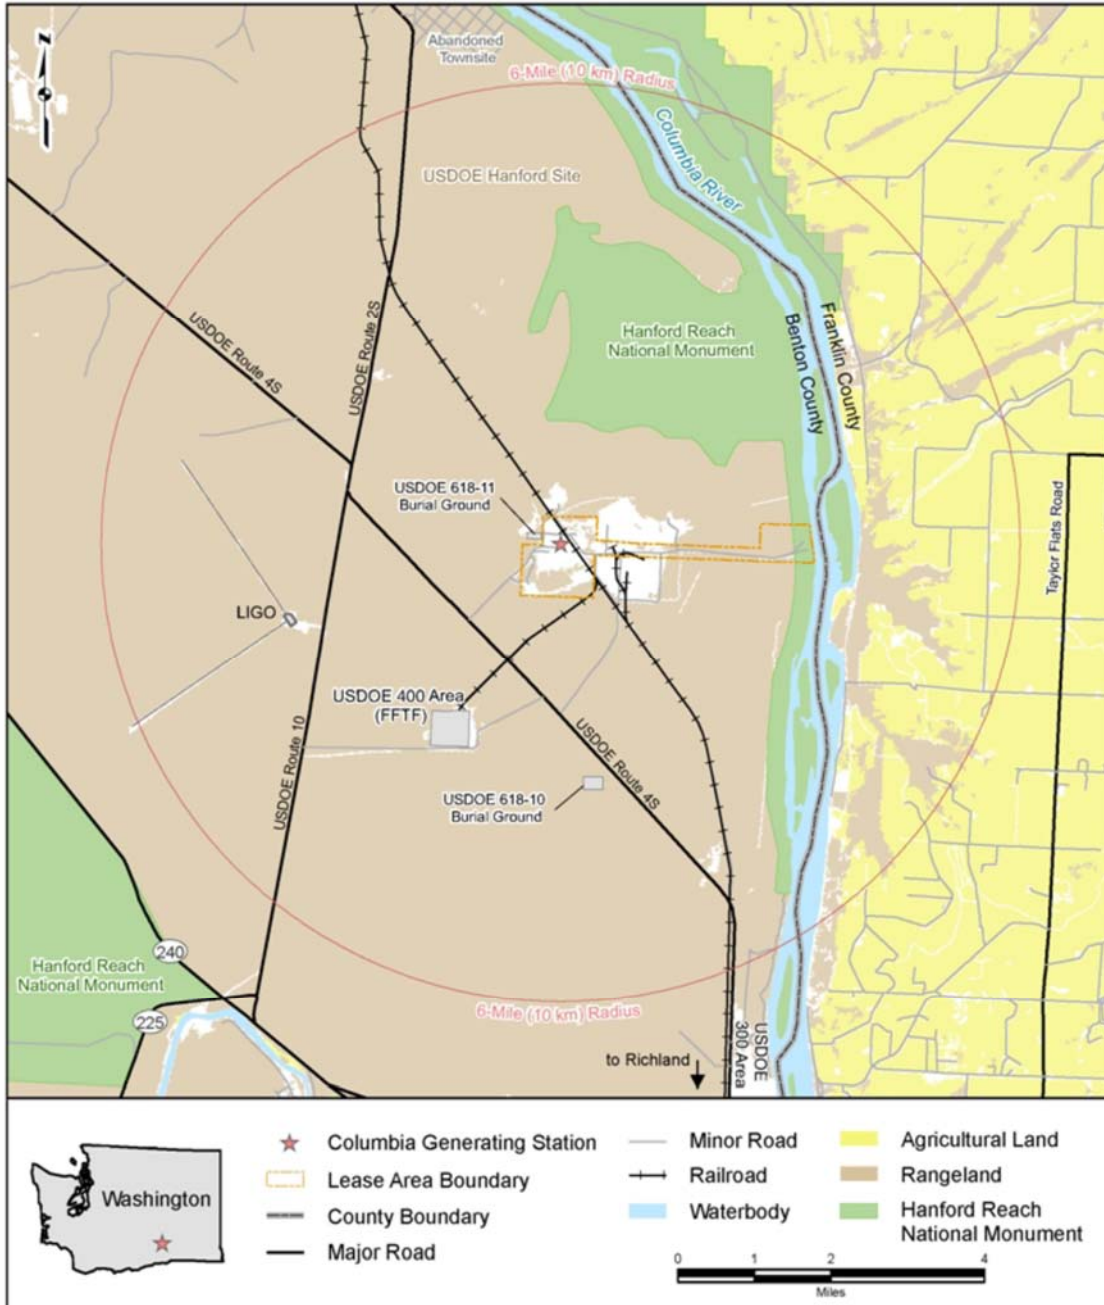 N
Abandoned
Townsite
6-Mile (10 km) Radius
Columbia River
USDOE Hanford Site
USDOE Route 4S
USDOE Route 2S
Hanford Reach
National Monument
Franklin County
Benton County
USDOE 618-11
Burial Ground
Taylor Flats Road
LIGO
USDOE 400 Area
(FFTF)
USDOE Route 10
USDOE Route 4S
USDOE 618-10
Burial Ground
240
Hanford Reach
National Monument
225
6-Mile (10 km) Radius
to Richland
USDOE
300 Area
Washington
Columbia Generating Station
Lease Area Boundary
County Boundary
Major Road
Minor Road
Railroad
Waterbody
Agricultural Land
Rangeland
Hanford Reach
National Monument
0 1 2 4
Miles